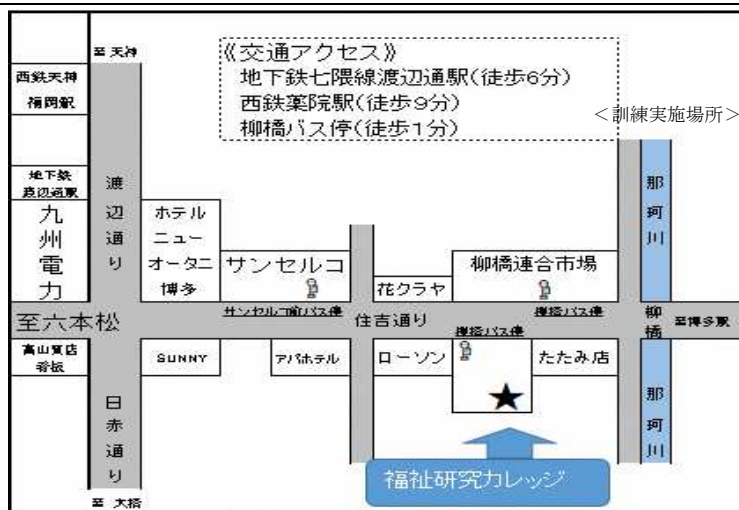 至 天神
《交通アクセス》
地下鉄七隈線渡辺通駅(徒歩6分)
西鉄薬院駅(徒歩9分)
柳橋バス停(徒歩1分)
＜訓練実施場所＞
西鉄天神
福岡駅
地下鉄
渡辺通駅
九州電力
渡辺通り
ホテル
ニュー
オータニ
博多
サンセルコ
花クラヤ
柳橋連合市場
那珂川
サンセルコ前バス停
柳橋バス停
至六本松
住吉通り
柳橋バス停
柳橋
至博多駅
高山質店
看板
SUNNY
アパホテル
ローソン
たたみ店
日赤通り
那珂川
★
福祉研究カレッジ
至 大橋